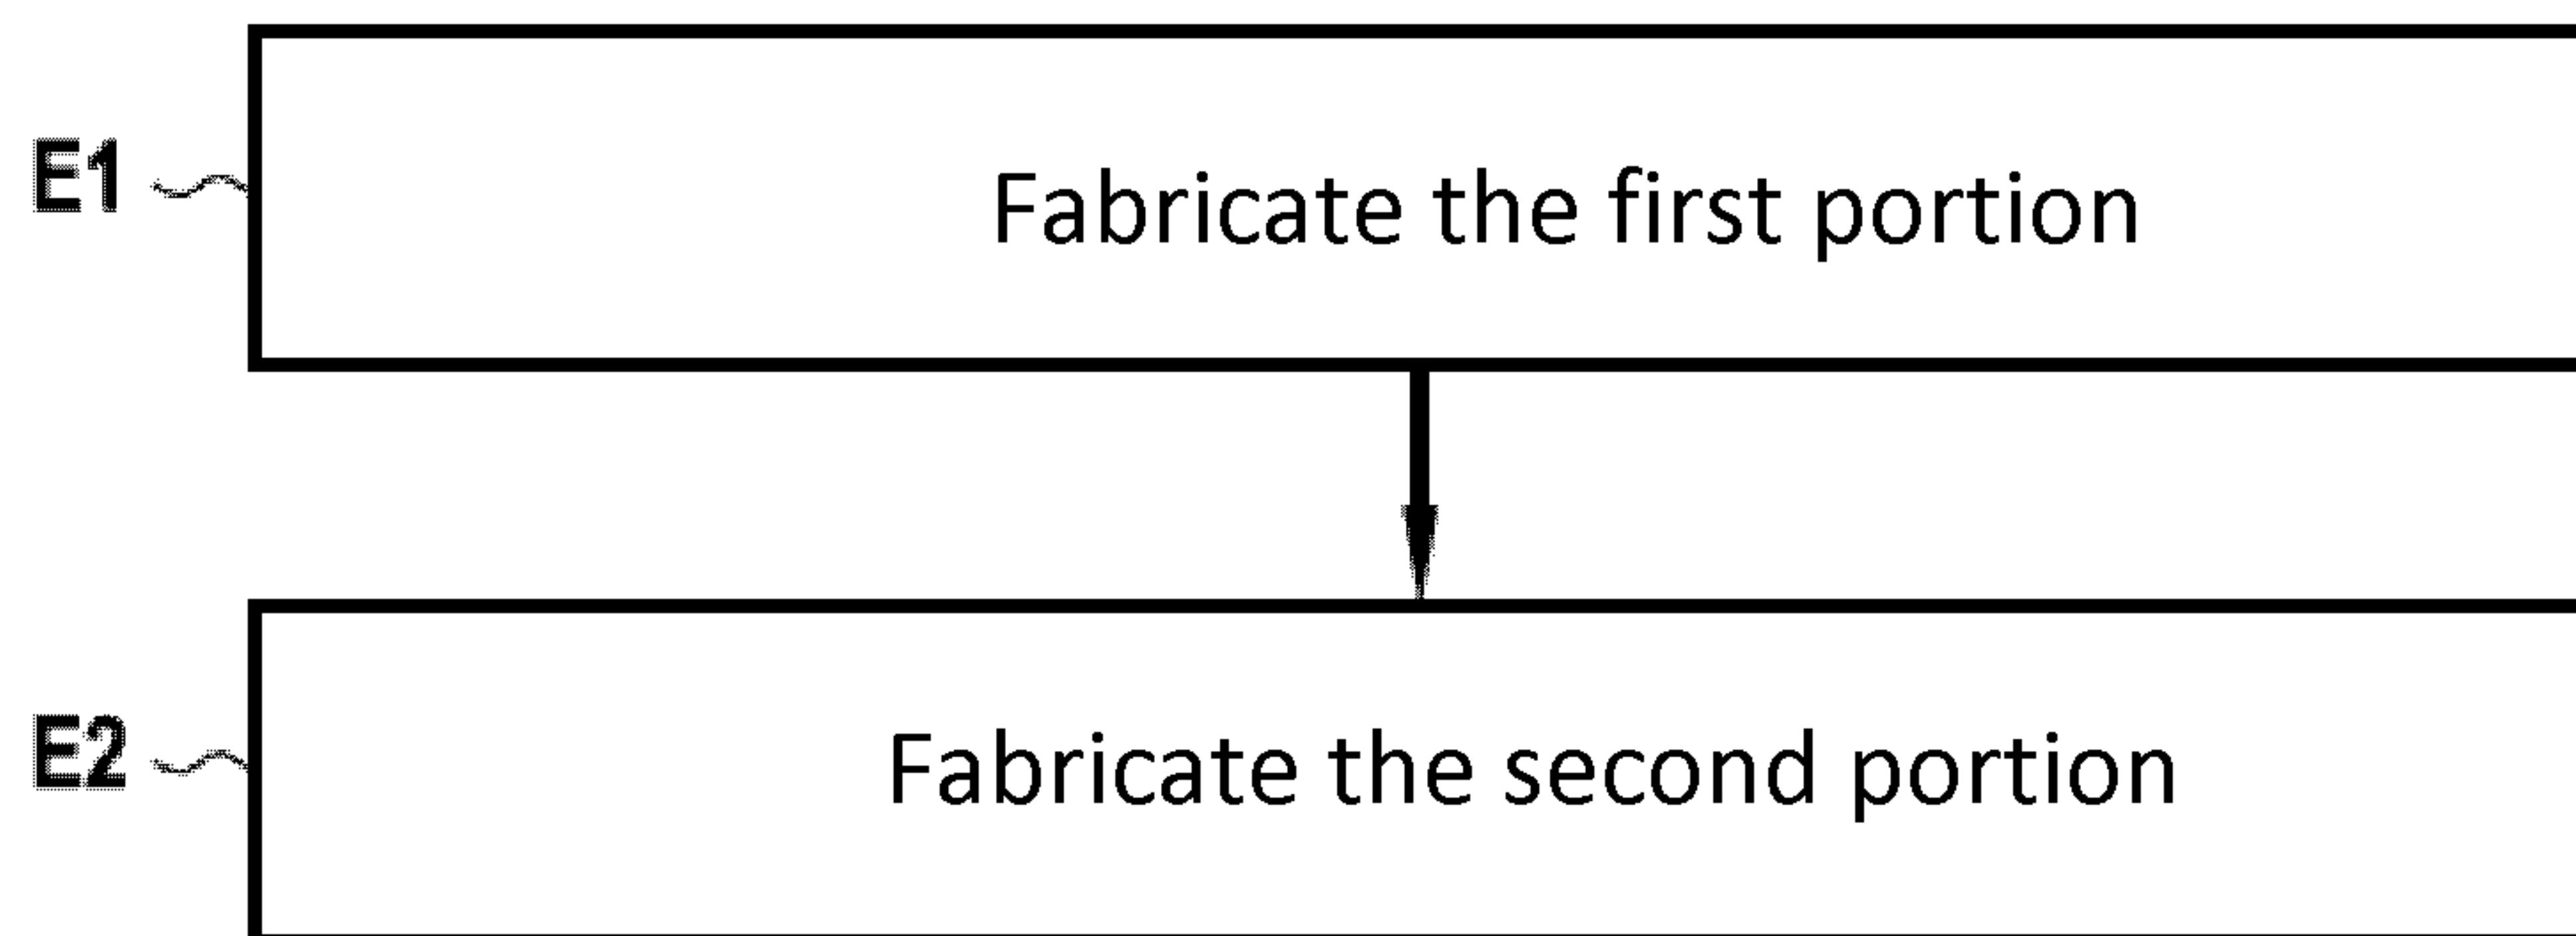 E1
Fabricate the first portion
E2
Fabricate the second portion